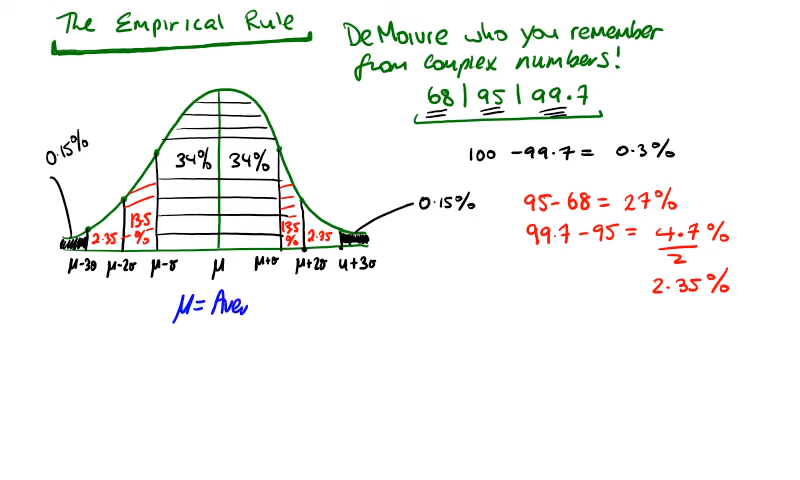 The Empirical Rule
DeMoivre who you remember
from complex numbers!
68 | 95 | 99.7
100 - 99.7 = 0.3%
0.15%
34% 34%
0.15%
95 - 68 = 27%
99.7 - 95 = 4.7%
2
2.35%
2.35 13.5 % 13.5 % 2.35
μ-3σ μ-2σ μ-σ μ μ+σ μ+2σ μ+3σ
μ = Aver